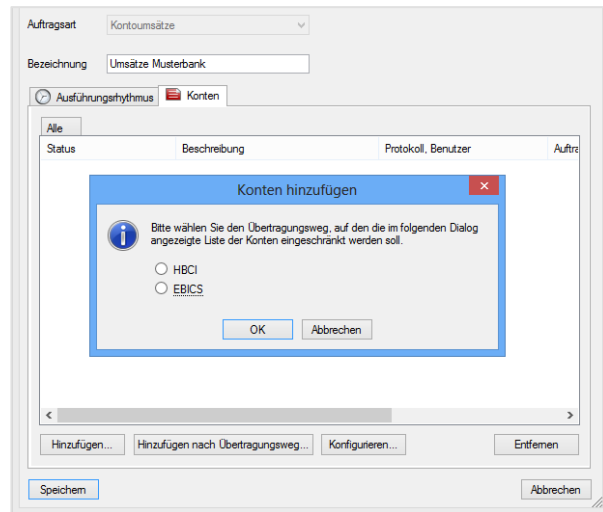 Auftragsart Kontoumsätze
Bezeichnung Umsätze Musterbank
Ausführungsrhythmus Konten
Alle
Status Beschreibung Protokoll, Benutzer Auftra
Konten hinzufügen
Bitte wählen Sie den Übertragungsweg, auf den die im folgenden Dialog
angezeigte Liste der Konten eingeschränkt werden soll.
HBCI
EBICS
OK Abbrechen
Hinzufügen... Hinzufügen nach Übertragungsweg... Konfigurieren... Entfernen
Speichern Abbrechen